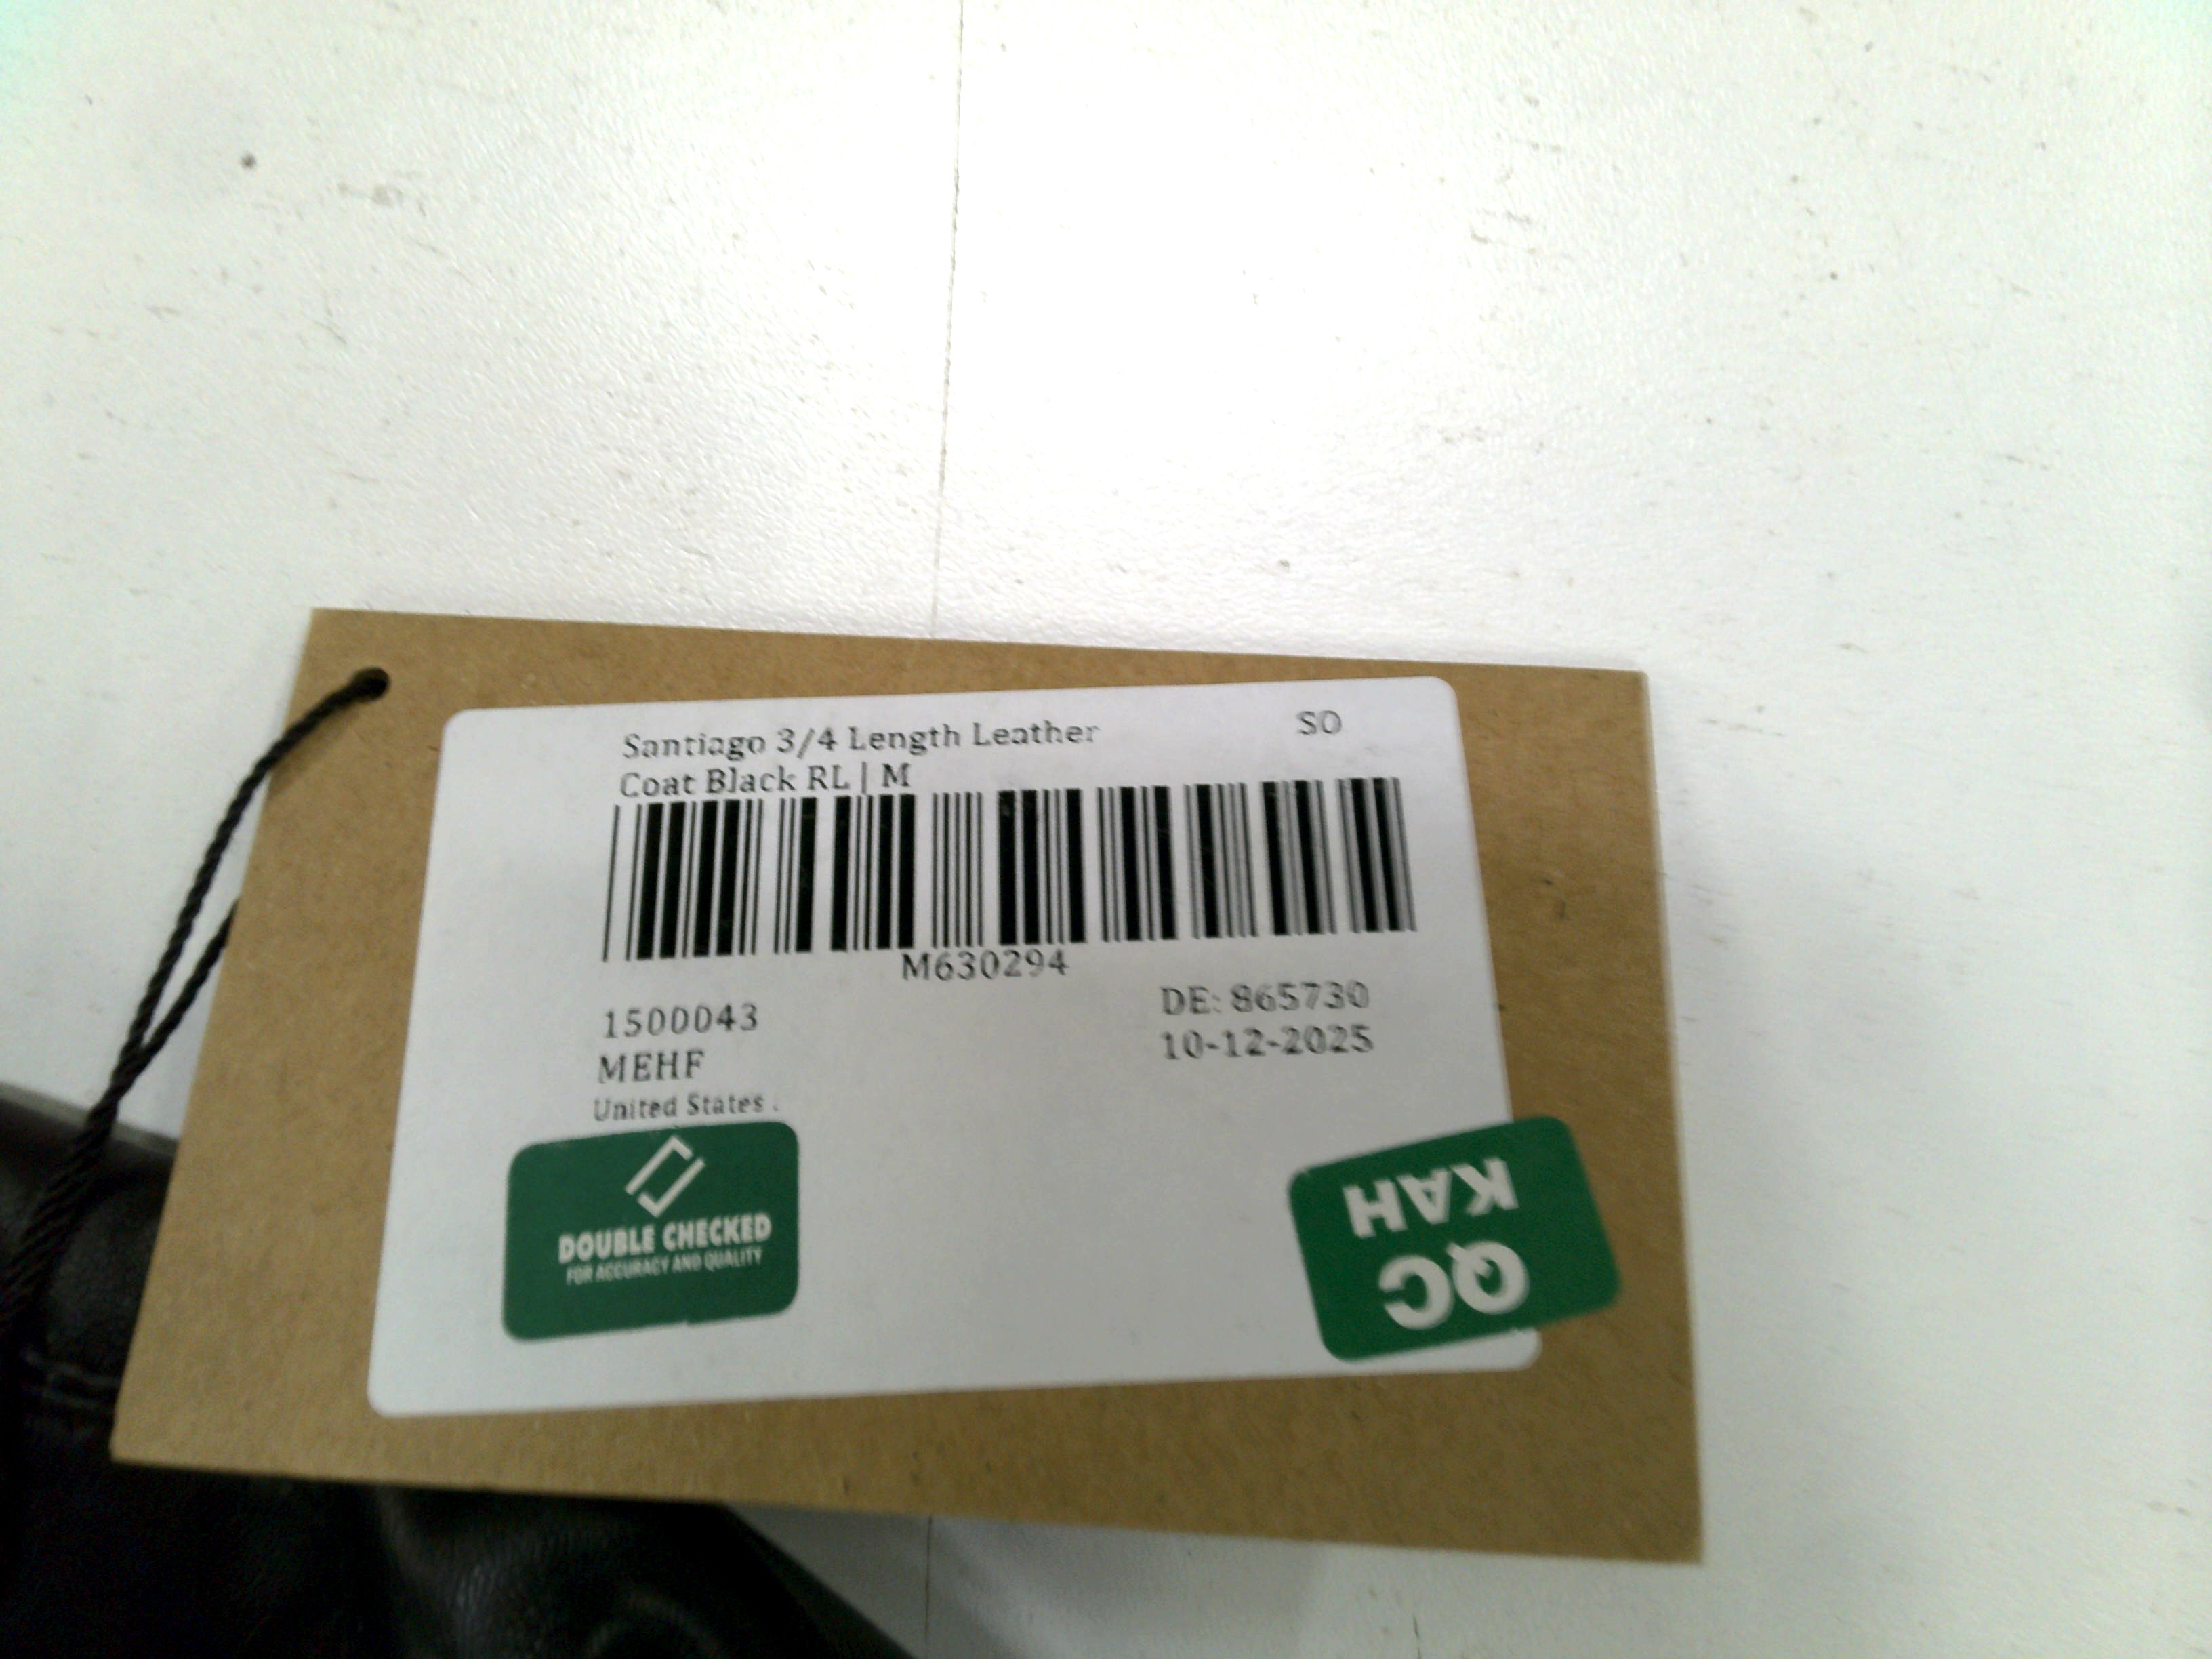 Santiago 3/4 Length Leather
Coat Black RL | M
SO
M630294
1500043
MEHF
United States .
DE: 865730
10-12-2025
DOUBLE CHECKED
FOR ACCURACY AND QUALITY
QC
KAH